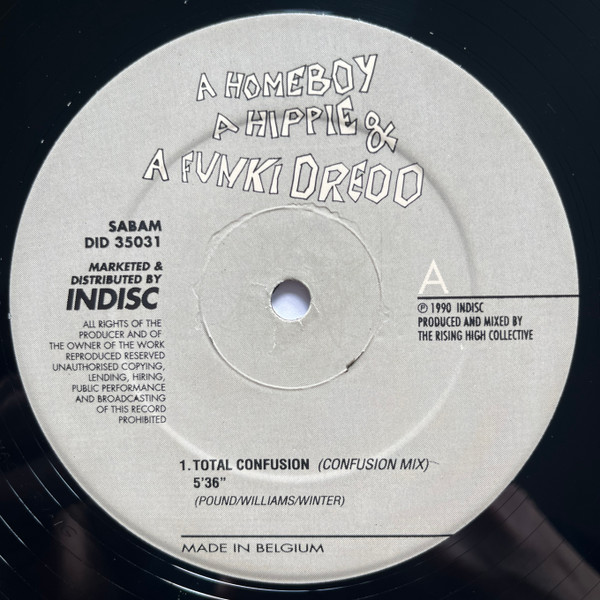 A HOMEBOY
A HIPPIE &
A FUNKI DREDD
SABAM
DID 35031
MARKETED &
DISTRIBUTED BY
INDISC
ALL RIGHTS OF THE
PRODUCER AND OF
THE OWNER OF THE WORK
REPRODUCED RESERVED
UNAUTHORISED COPYING,
LENDING, HIRING,
PUBLIC PERFORMANCE
AND BROADCASTING
OF THIS RECORD
PROHIBITED
A
℗ 1990 INDISC
PRODUCED AND MIXED BY
THE RISING HIGH COLLECTIVE
1. TOTAL CONFUSION (CONFUSION MIX)
5'36"
(POUND/WILLIAMS/WINTER)
MADE IN BELGIUM